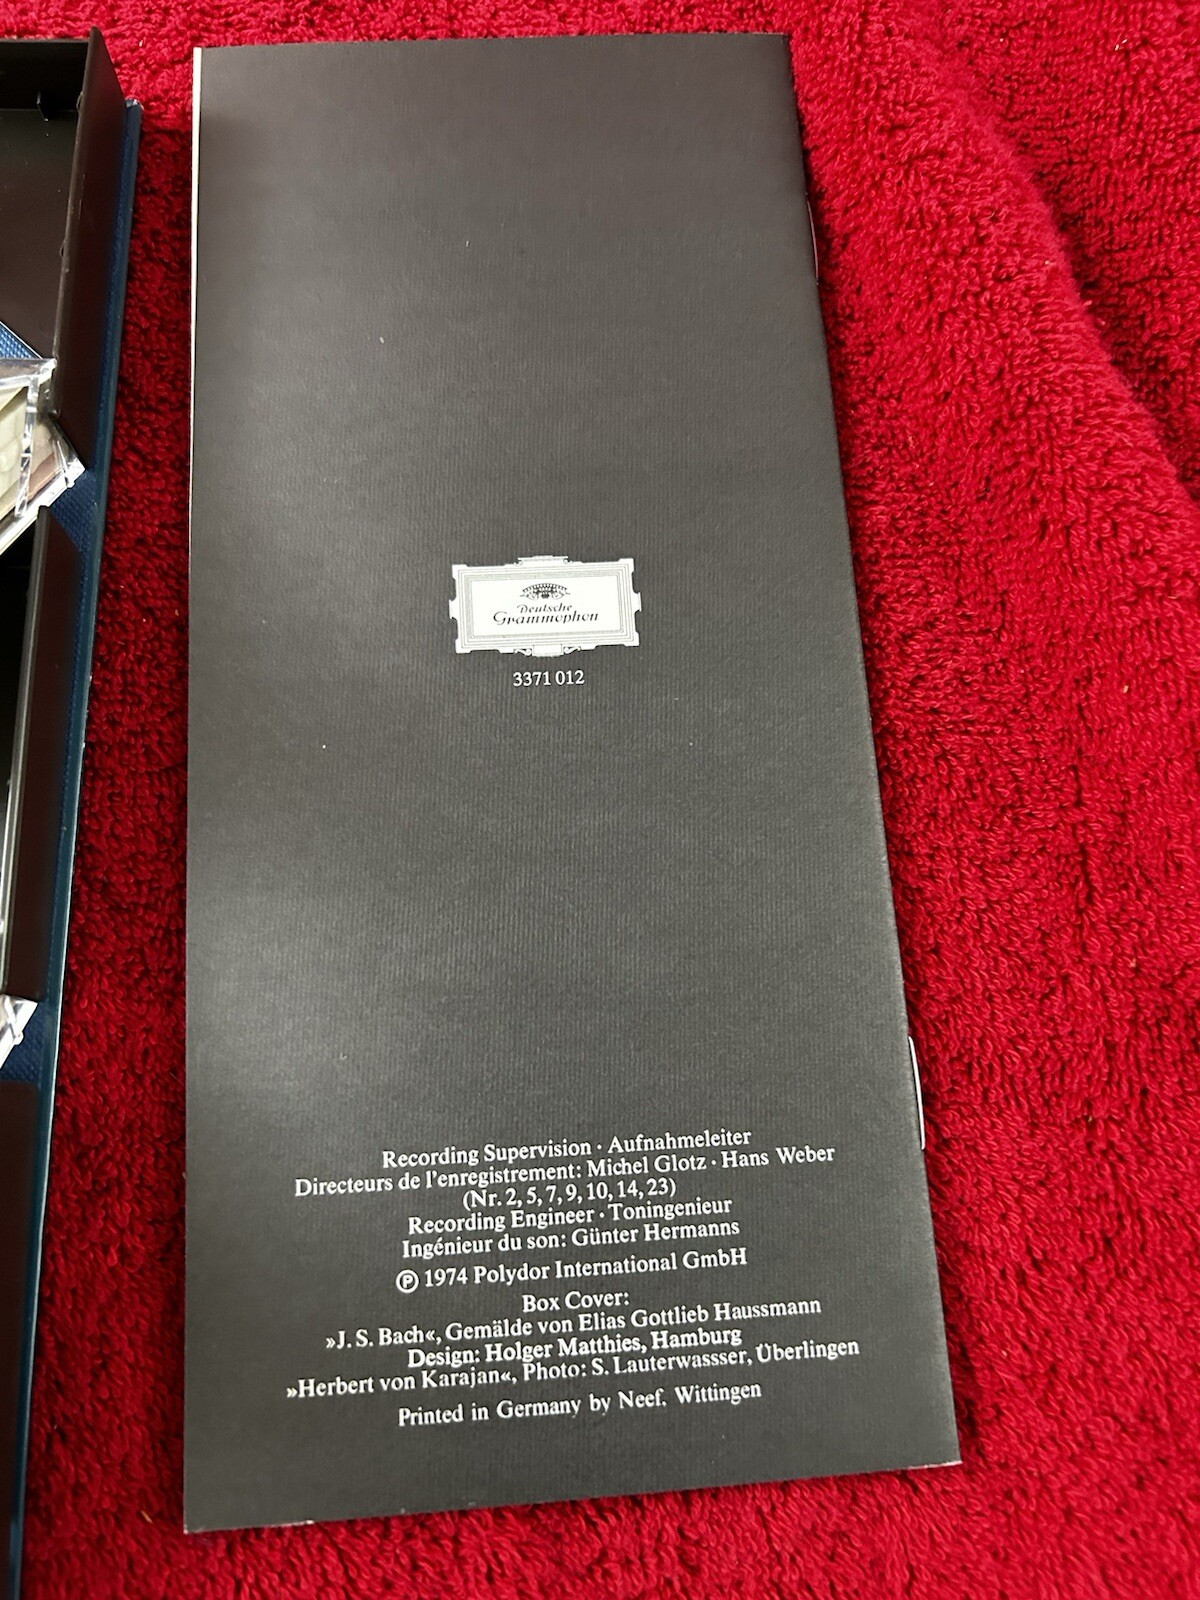 Deutsche
Grammophon
3371 012
Recording Supervision · Aufnahmeleiter
Directeurs de l'enregistrement: Michel Glotz · Hans Weber
(Nr. 2, 5, 7, 9, 10, 14, 23)
Recording Engineer · Toningenieur
Ingénieur du son: Günter Hermanns
Ⓟ 1974 Polydor International GmbH
Box Cover:
»J. S. Bach«, Gemälde von Elias Gottlieb Haussmann
Design: Holger Matthies, Hamburg
»Herbert von Karajan«, Photo: S. Lauterwassser, Überlingen
Printed in Germany by Neef, Wittingen